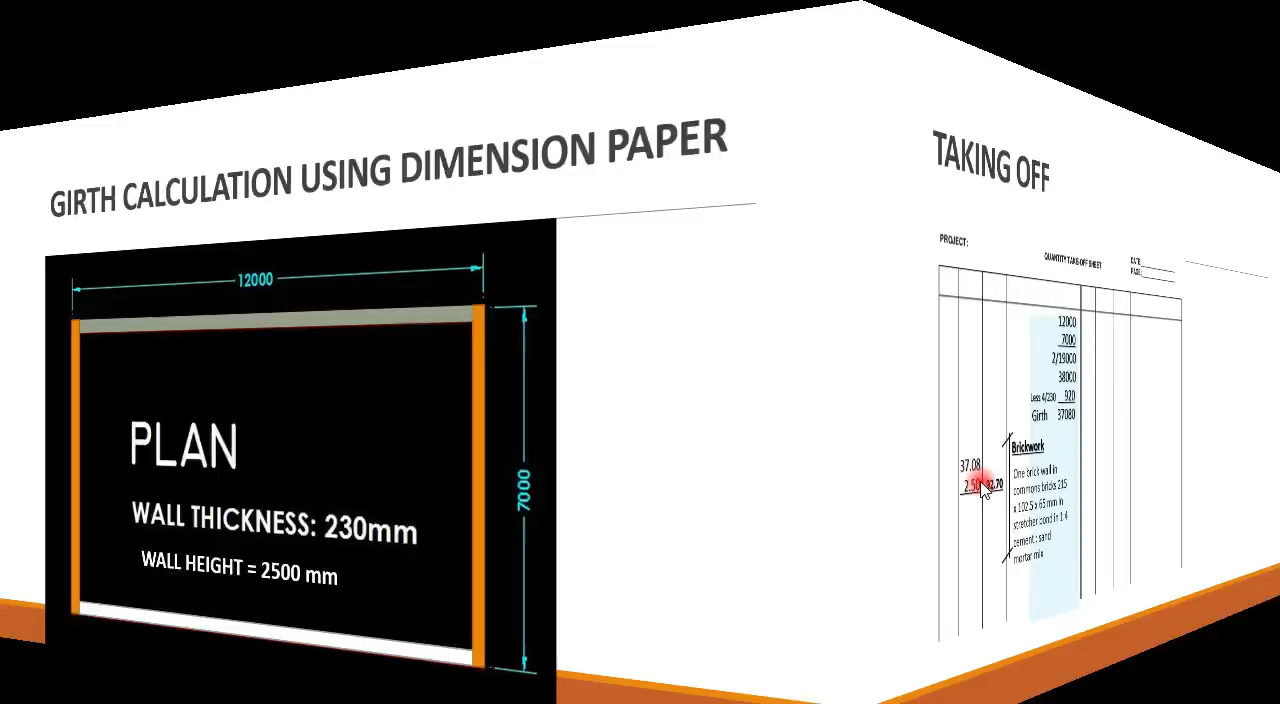 GIRTH CALCULATION USING DIMENSION PAPER
12000
7000
PLAN
WALL THICKNESS: 230mm
WALL HEIGHT = 2500 mm
TAKING OFF
PROJECT:
QUANTITY TAKE-OFF SHEET
DATE
PAGE
12000
7000
2/19000
38000
Less 4/230 920
Girth 37080
Brickwork
37.08
2.50
One brick wall in
commons bricks 215
x 102.5 x 65 mm in
stretcher bond in 1:4
cement : sand
mortar mix